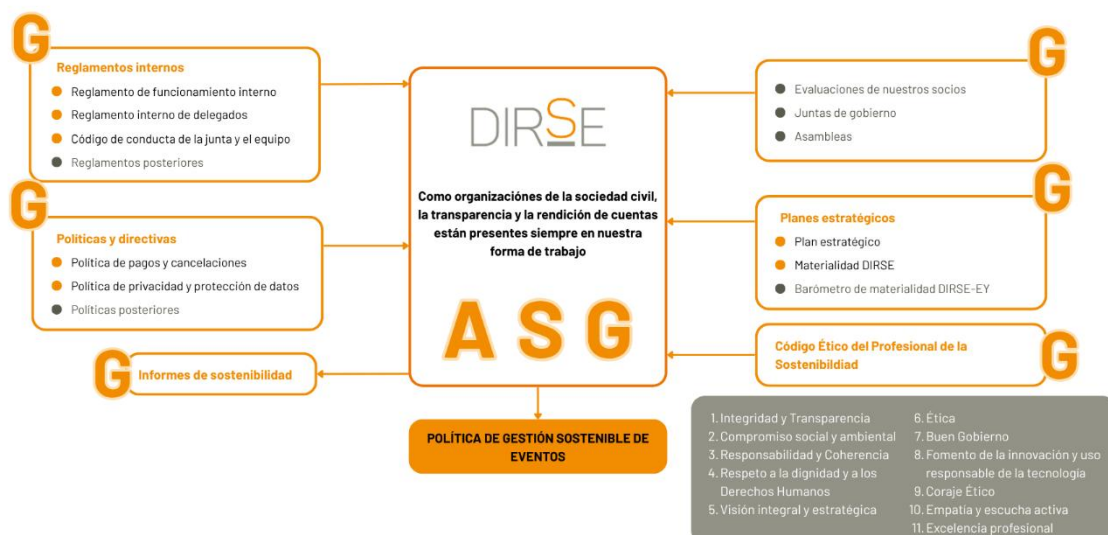 G
Reglamentos internos
Reglamento de funcionamiento interno
Reglamento interno de delegados
Código de conducta de la junta y el equipo
Reglamentos posteriores
G
Políticas y directivas
Política de pagos y cancelaciones
Política de privacidad y protección de datos
Políticas posteriores
G
Informes de sostenibilidad
DIRSE
Como organizaciónes de la sociedad civil,
la transparencia y la rendición de cuentas
están presentes siempre en nuestra
forma de trabajo
A S G
POLÍTICA DE GESTIÓN SOSTENIBLE DE
EVENTOS
G
Evaluaciones de nuestros socios
Juntas de gobierno
Asambleas
G
Planes estratégicos
Plan estratégico
Materialidad DIRSE
Barómetro de materialidad DIRSE-EY
G
Código Ético del Profesional de la
Sostenibildiad
1. Integridad y Transparencia
2. Compromiso social y ambiental
3. Responsabilidad y Coherencia
4. Respeto a la dignidad y a los
Derechos Humanos
5. Visión integral y estratégica
6. Ética
7. Buen Gobierno
8. Fomento de la innovación y uso
responsable de la tecnología
9. Coraje Ético
10. Empatía y escucha activa
11. Excelencia profesional